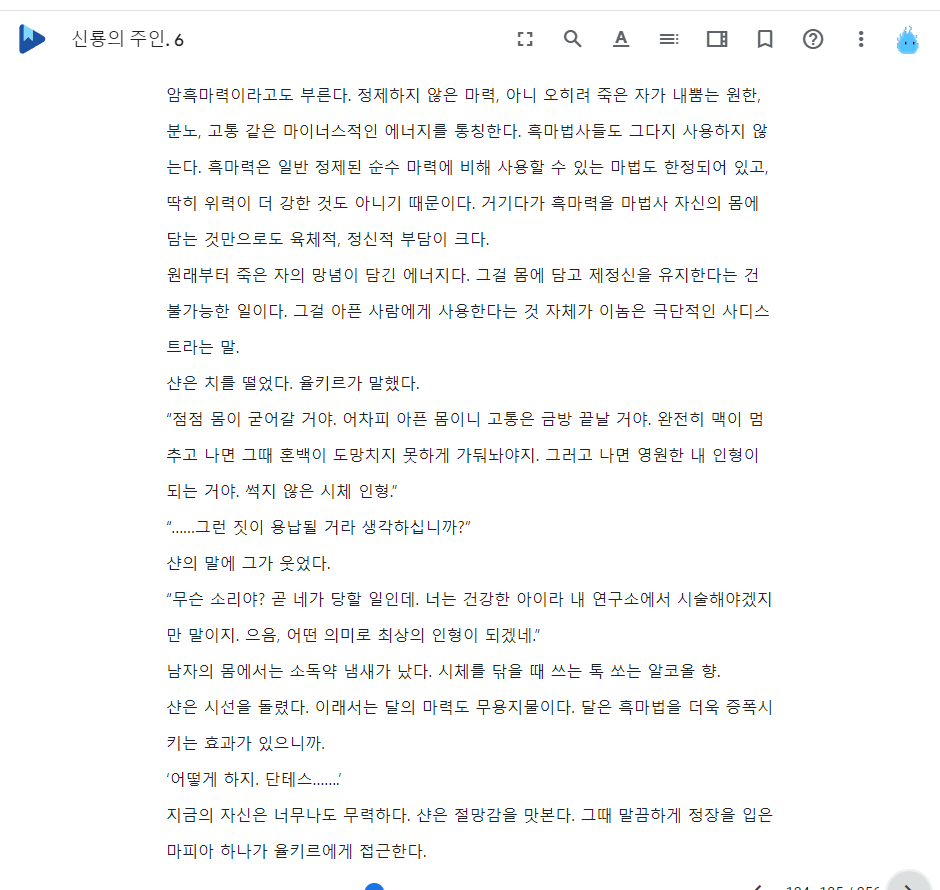 신룡의 주인. 6
암흑마력이라고도 부른다. 정제하지 않은 마력, 아니 오히려 죽은 자가 내뿜는 원한,
분노, 고통 같은 마이너스적인 에너지를 통칭한다. 흑마법사들도 그다지 사용하지 않
는다. 흑마력은 일반 정제된 순수 마력에 비해 사용할 수 있는 마법도 한정되어 있고,
딱히 위력이 더 강한 것도 아니기 때문이다. 거기다가 흑마력을 마법사 자신의 몸에
담는 것만으로도 육체적, 정신적 부담이 크다.
원래부터 죽은 자의 망념이 담긴 에너지다. 그걸 몸에 담고 제정신을 유지한다는 건
불가능한 일이다. 그걸 아픈 사람에게 사용한다는 것 자체가 이놈은 극단적인 사디스
트라는 말.
샨은 치를 떨었다. 율키르가 말했다.
“점점 몸이 굳어갈 거야. 어차피 아픈 몸이니 고통은 금방 끝날 거야. 완전히 맥이 멈
추고 나면 그때 혼백이 도망치지 못하게 가둬놔야지. 그러고 나면 영원한 내 인형이
되는 거야. 썩지 않은 시체 인형.”
“……그런 짓이 용납될 거라 생각하십니까?”
샨의 말에 그가 웃었다.
“무슨 소리야? 곧 네가 당할 일인데. 너는 건강한 아이라 내 연구소에서 시술해야겠지
만 말이지. 으음, 어떤 의미로 최상의 인형이 되겠네.”
남자의 몸에서는 소독약 냄새가 났다. 시체를 닦을 때 쓰는 톡 쏘는 알코올 향.
샨은 시선을 돌렸다. 이래서는 달의 마력도 무용지물이다. 달은 흑마법을 더욱 증폭시
키는 효과가 있으니까.
‘어떻게 하지. 단테스…….’
지금의 자신은 너무나도 무력하다. 샨은 절망감을 맛본다. 그때 말끔하게 정장을 입은
마피아 하나가 율키르에게 접근한다.